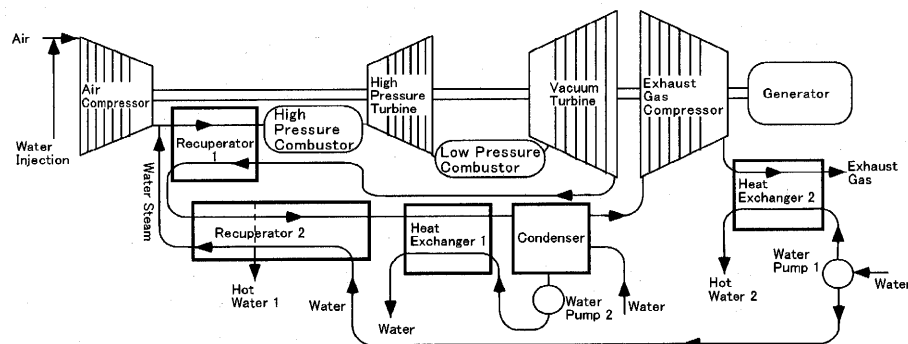 Air
Water
Injection
Air
Compressor
Water Steam
Recuperator
1
High
Pressure
Combustor
High
Pressure
Turbine
Low Pressure
Combustor
Vacuum
Turbine
Exhaust
Gas
Compressor
Generator
Exhaust
Gas
Heat
Exchanger 2
Recuperator 2
Heat
Exchanger 1
Condenser
Hot
Water 1
Water
Water
Water
Pump 2
Water
Hot
Water 2
Water
Pump 1
Water